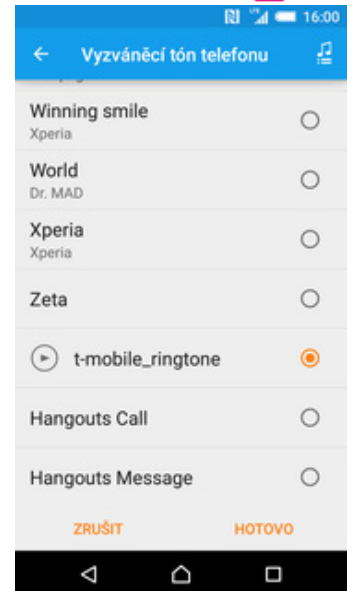 16:00
Vyzváněcí tón telefonu
Winning smile
Xperia
World
Dr. MAD
Xperia
Xperia
Zeta
t-mobile_ringtone
Hangouts Call
Hangouts Message
ZRUŠIT HOTOVO